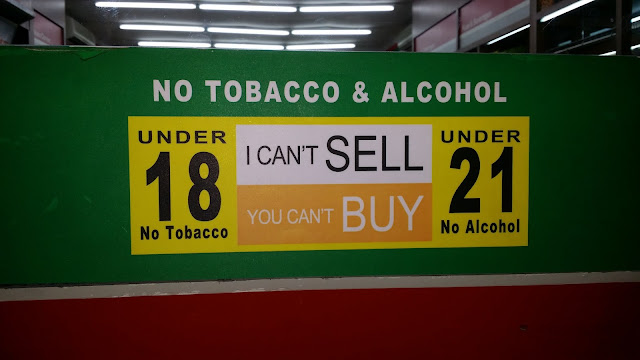 NO TOBACCO & ALCOHOL
UNDER
18
No Tobacco
I CAN'T SELL
YOU CAN'T BUY
UNDER
21
No Alcohol